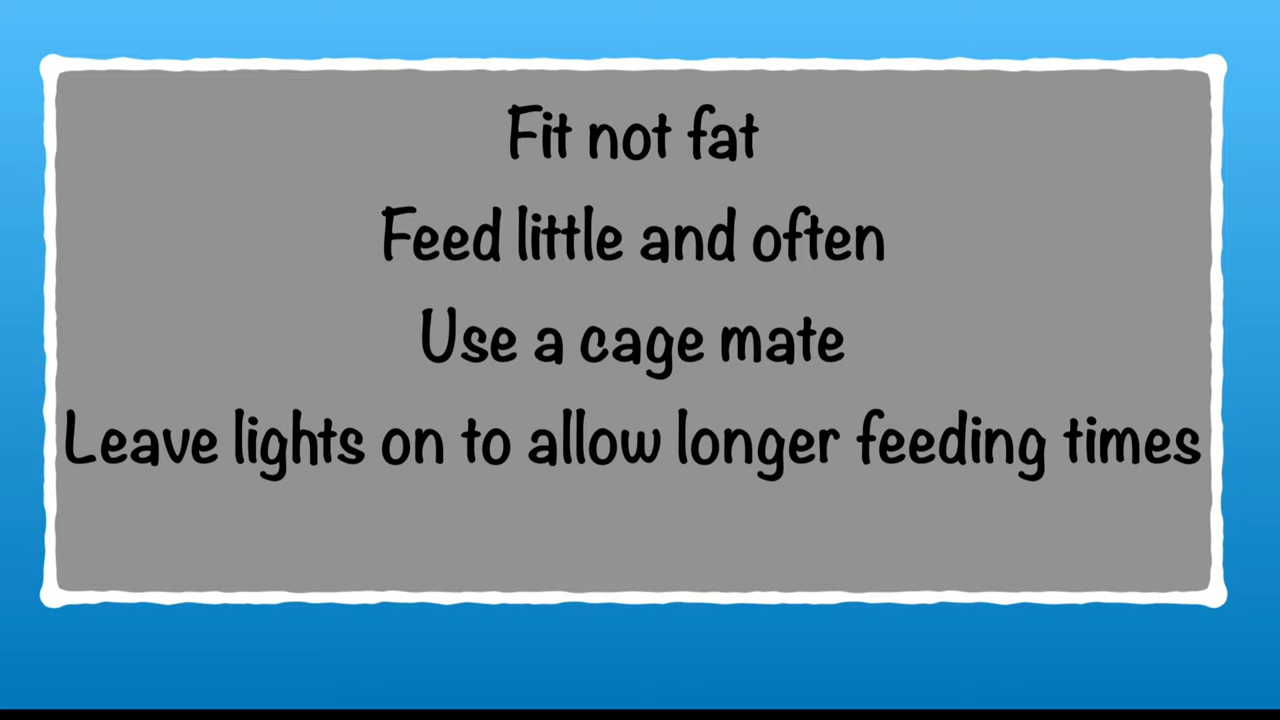 Fit not fat
Feed little and often
Use a cage mate
Leave lights on to allow longer feeding times